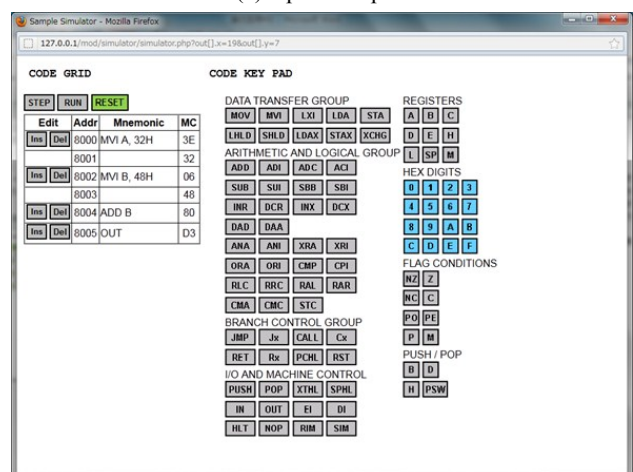 Sample Simulator - Mozilla Firefox
127.0.0.1/mod/simulator/simulator.php?out[].x=19&out[].y=7
CODE GRID
STEP RUN RESET
Edit Addr Mnemonic MC
Ins Del 8000 MVI A, 32H 3E
8001 32
Ins Del 8002 MVI B, 48H 06
8003 48
Ins Del 8004 ADD B 80
Ins Del 8005 OUT D3
CODE KEY PAD
DATA TRANSFER GROUP
MOV MVI LXI LDA STA
LHLD SHLD LDAX STAX XCHG
ARITHMETIC AND LOGICAL GROUP
ADD ADI ADC ACI
SUB SUI SBB SBI
INR DCR INX DCX
DAD DAA
ANA ANI XRA XRI
ORA ORI CMP CPI
RLC RRC RAL RAR
CMA CMC STC
BRANCH CONTROL GROUP
JMP Jx CALL Cx
RET Rx PCHL RST
I/O AND MACHINE CONTROL
PUSH POP XTHL SPHL
IN OUT EI DI
HLT NOP RIM SIM
REGISTERS
A B C
D E H
L SP M
HEX DIGITS
0 1 2 3
4 5 6 7
8 9 A B
C D E F
FLAG CONDITIONS
NZ Z
NC C
PO PE
P M
PUSH / POP
B D
H PSW